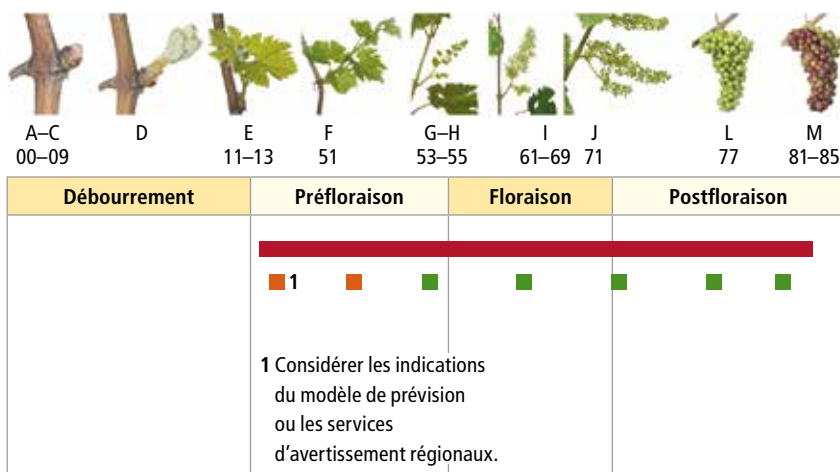 A–C D E F G–H I J L M
00–09 11–13 51 53–55 61–69 71 77 81–85
Débourrement Préfloraison Floraison Postfloraison
1
1 Considérer les indications
du modèle de prévision
ou les services
d'avertissement régionaux.